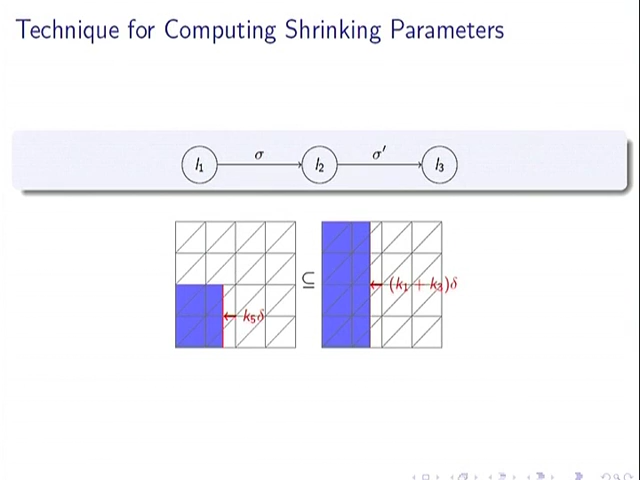 Technique for Computing Shrinking Parameters
σ σ′
l₁ l₂ l₃
⊆
← (k₁ + k₃)δ
← k₅δ